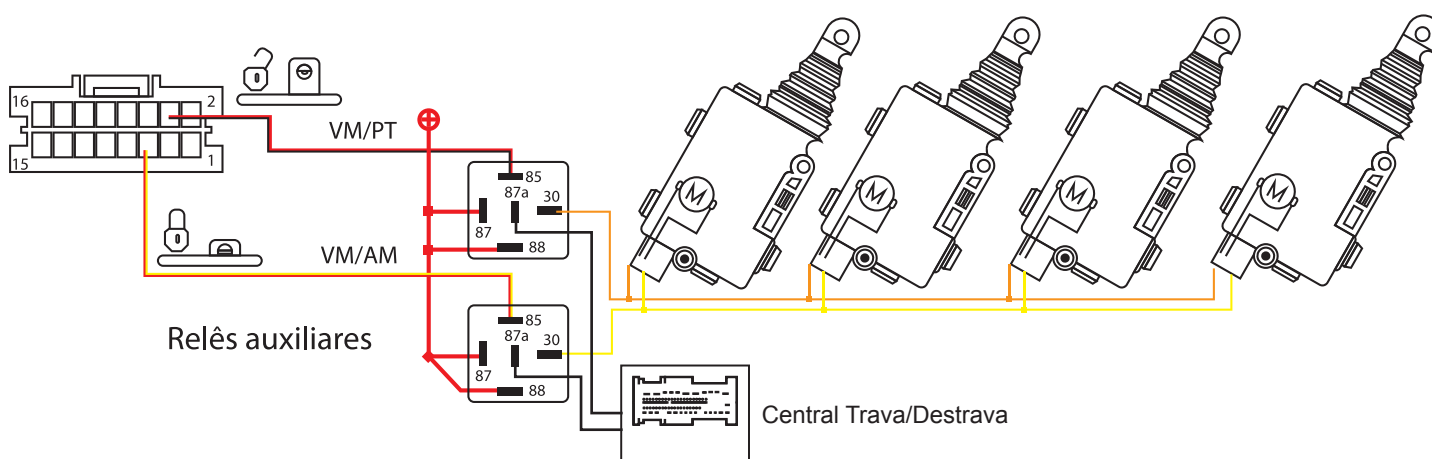 16
2
15
1
VM/PT
85
87a
30
87
88
VM/AM
Relês auxiliares
85
87a
30
87
88
M
M
M
M
Central Trava/Destrava